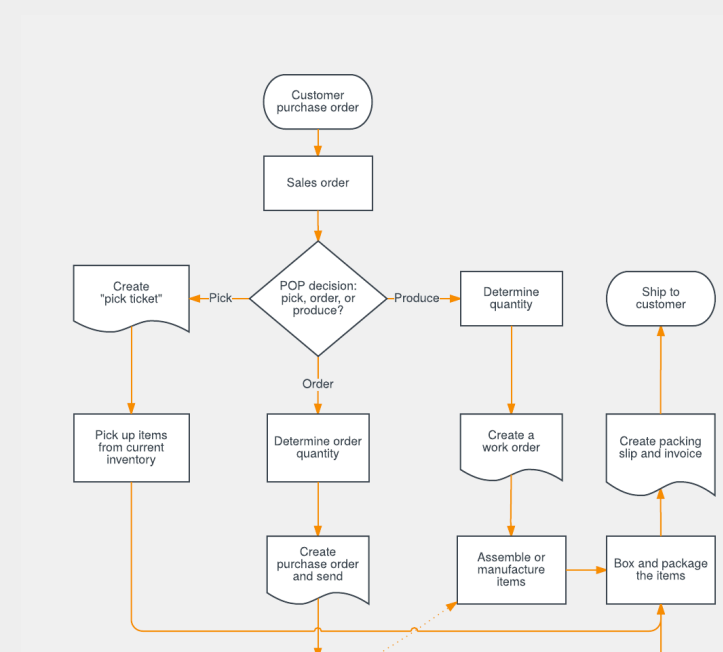 Customer
purchase order
Sales order
POP decision:
pick, order, or
produce?
Pick
Create
"pick ticket"
Produce
Determine
quantity
Ship to
customer
Order
Pick up items
from current
inventory
Determine order
quantity
Create a
work order
Create packing
slip and invoice
Create
purchase order
and send
Assemble or
manufacture
items
Box and package
the items